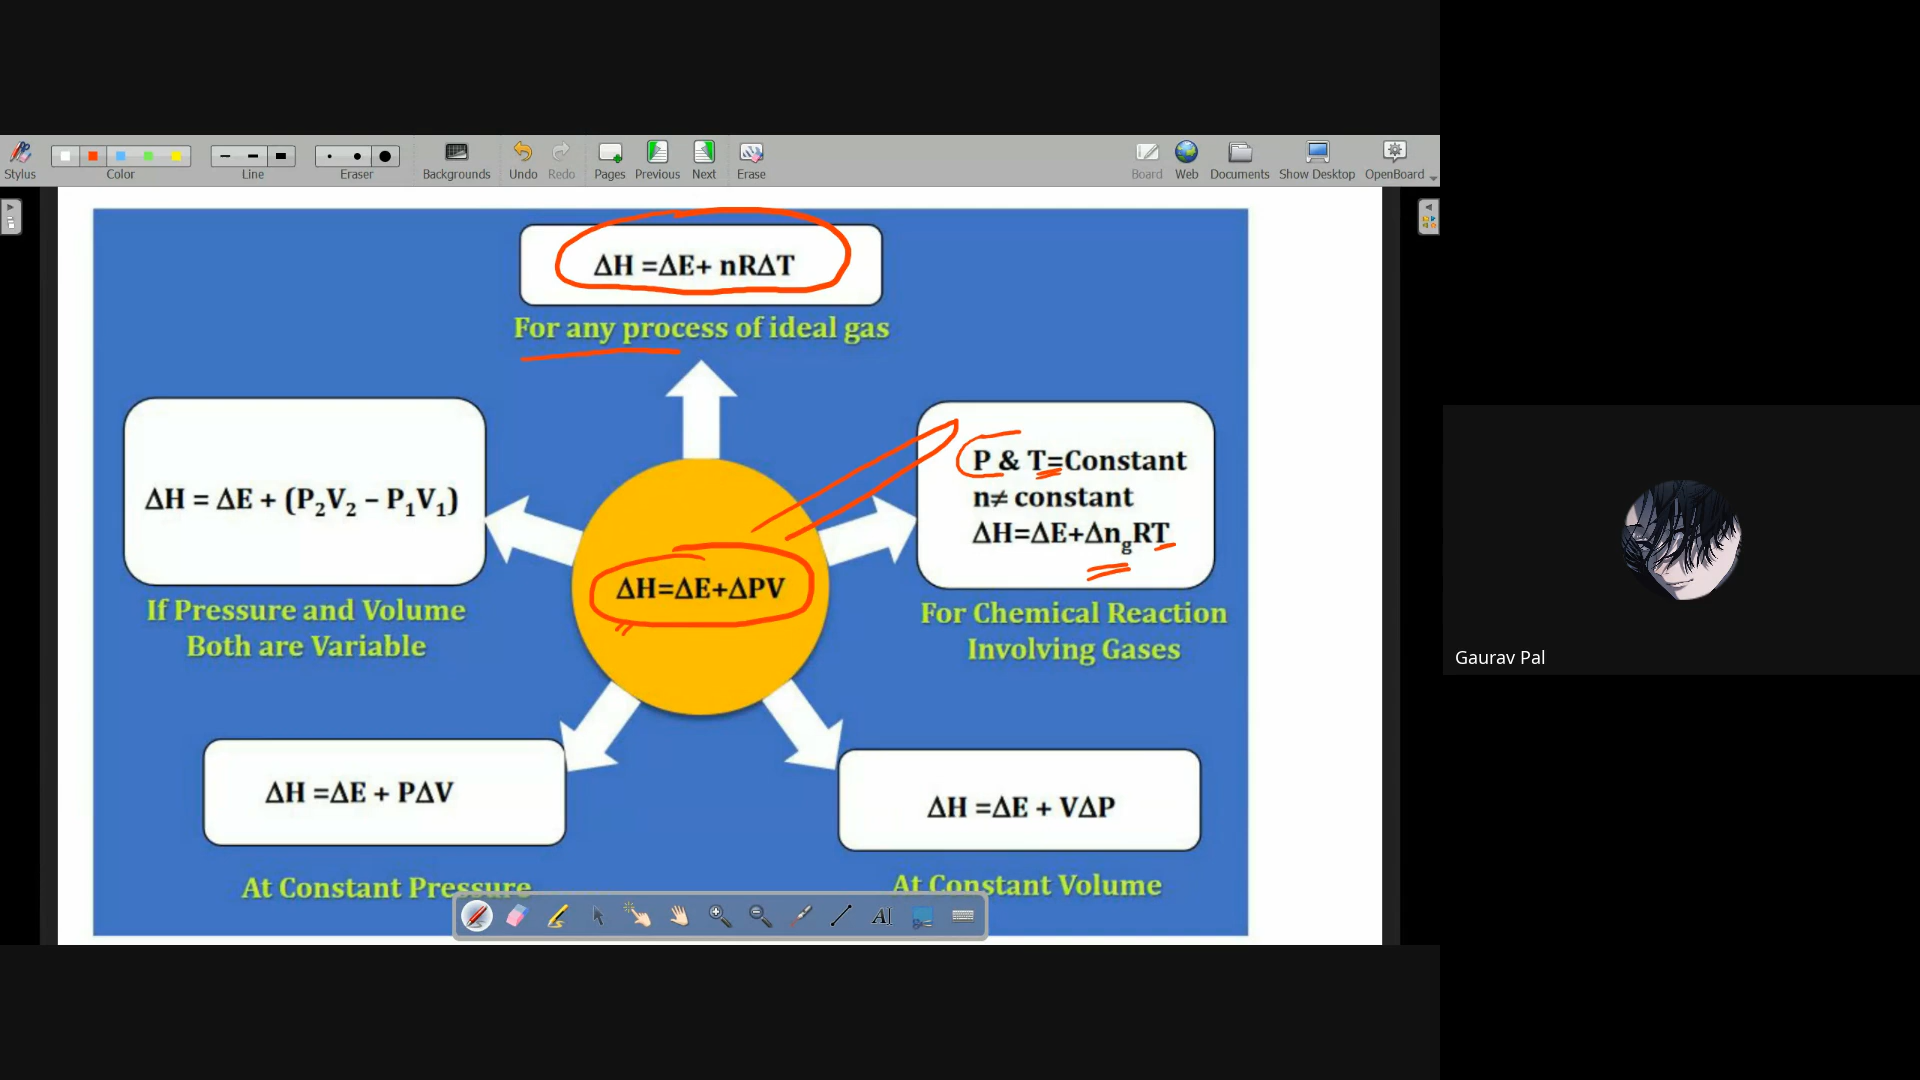 Stylus
Color
Line
Eraser
Backgrounds
Undo
Redo
Pages
Previous
Next
Erase
Board
Web
Documents
Show Desktop
OpenBoard
ΔH =ΔE+ nRΔT
For any process of ideal gas
ΔH = ΔE + (P₂V₂ – P₁V₁)
If Pressure and Volume
Both are Variable
P & T=Constant
n≠ constant
ΔH=ΔE+Δn_gRT
For Chemical Reaction
Involving Gases
ΔH=ΔE+ΔPV
ΔH =ΔE + PΔV
At Constant Pressure
ΔH =ΔE + VΔP
At Constant Volume
Gaurav Pal